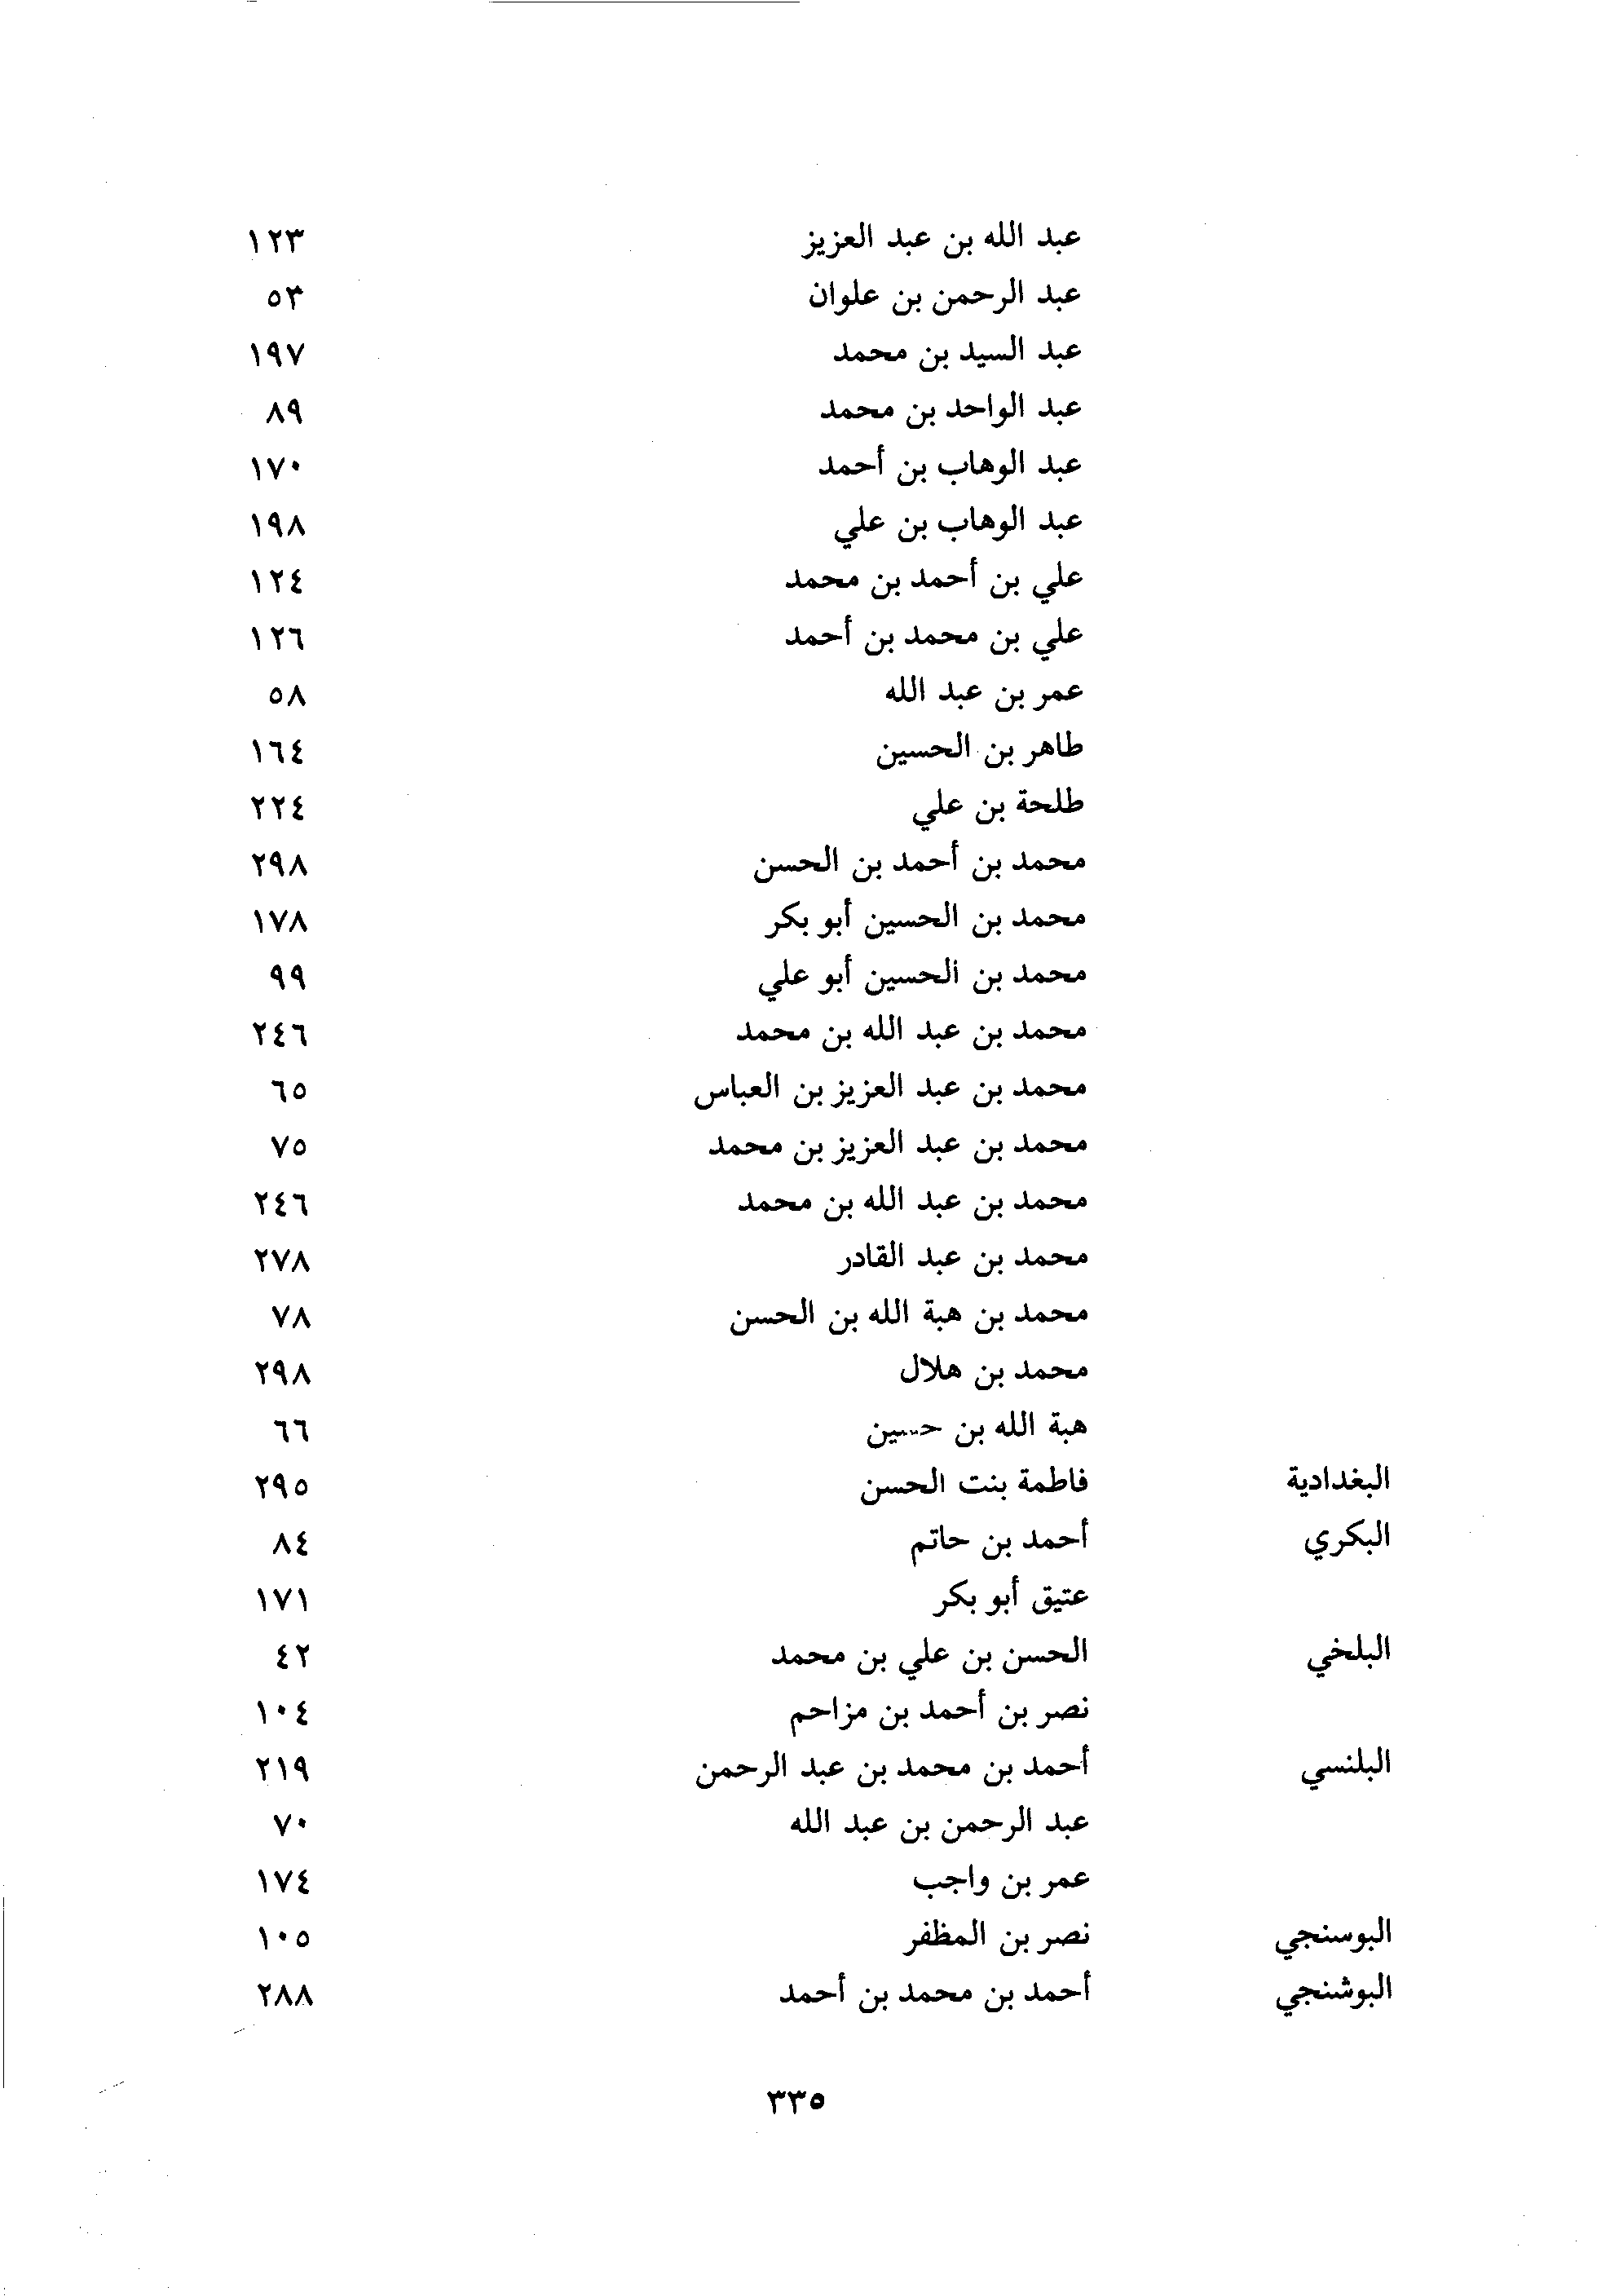 عبد الله بن عبد العزيز ١٢٣
عبد الرحمن بن علوان ٥٣
عبد السيد بن محمد ١٩٧
عبد الواحد بن محمد ٨٩
عبد الوهاب بن أحمد ١٧٠
عبد الوهاب بن علي ١٩٨
علي بن أحمد بن محمد ١٢٤
علي بن محمد بن أحمد ١٢٦
عمر بن عبد الله ٥٨
طاهر بن الحسين ١٦٤
طلحة بن علي ٢٢٤
محمد بن أحمد بن الحسن ٢٩٨
محمد بن الحسين أبو بكر ١٧٨
محمد بن الحسين أبو علي ٩٩
محمد بن عبد الله بن محمد ٢٤٦
محمد بن عبد العزيز بن العباس ٦٥
محمد بن عبد العزيز بن محمد ٧٥
محمد بن عبد الله بن محمد ٢٤٦
محمد بن عبد القادر ٢٧٨
محمد بن هبة الله بن الحسن ٧٨
محمد بن هلال ٢٩٨
هبة الله بن حسين ٦٦
البغدادية فاطمة بنت الحسن ٢٩٥
البكري أحمد بن حاتم ٨٤
عتيق أبو بكر ١٧١
البلخي الحسن بن علي بن محمد ٤٢
نصر بن أحمد بن مزاحم ١٠٤
البلنسي أحمد بن محمد بن عبد الرحمن ٢١٩
عبد الرحمن بن عبد الله ٧٠
عمر بن واجب ١٧٤
البوسنجي نصر بن المظفر ١٠٥
البوشنجي أحمد بن محمد بن أحمد ٢٨٨
٣٣٥